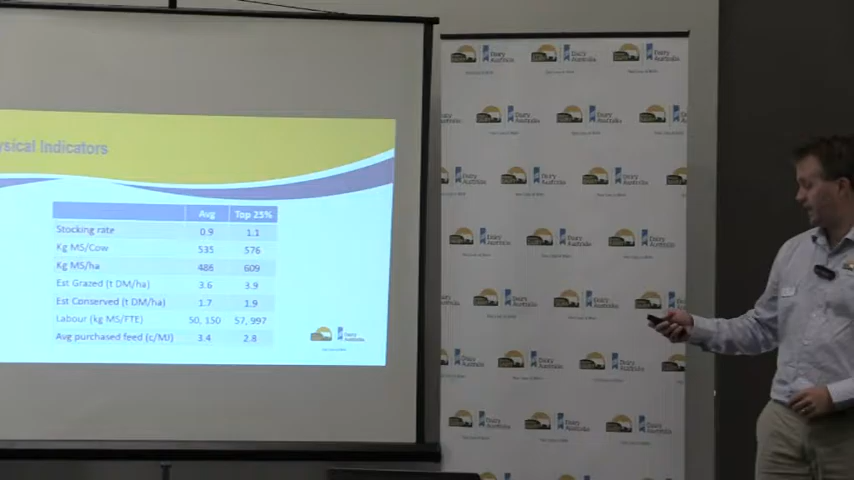 ysical Indicators
Avg Top 25%
Stocking rate 0.9 1.1
Kg MS/Cow 535 576
Kg MS/ha 486 609
Est Grazed (t DM/ha) 3.6 3.9
Est Conserved (t DM/ha) 1.7 1.9
Labour (kg MS/FTE) 50, 150 57, 997
Avg purchased feed (c/MJ) 3.4 2.8
Dairy
Australia